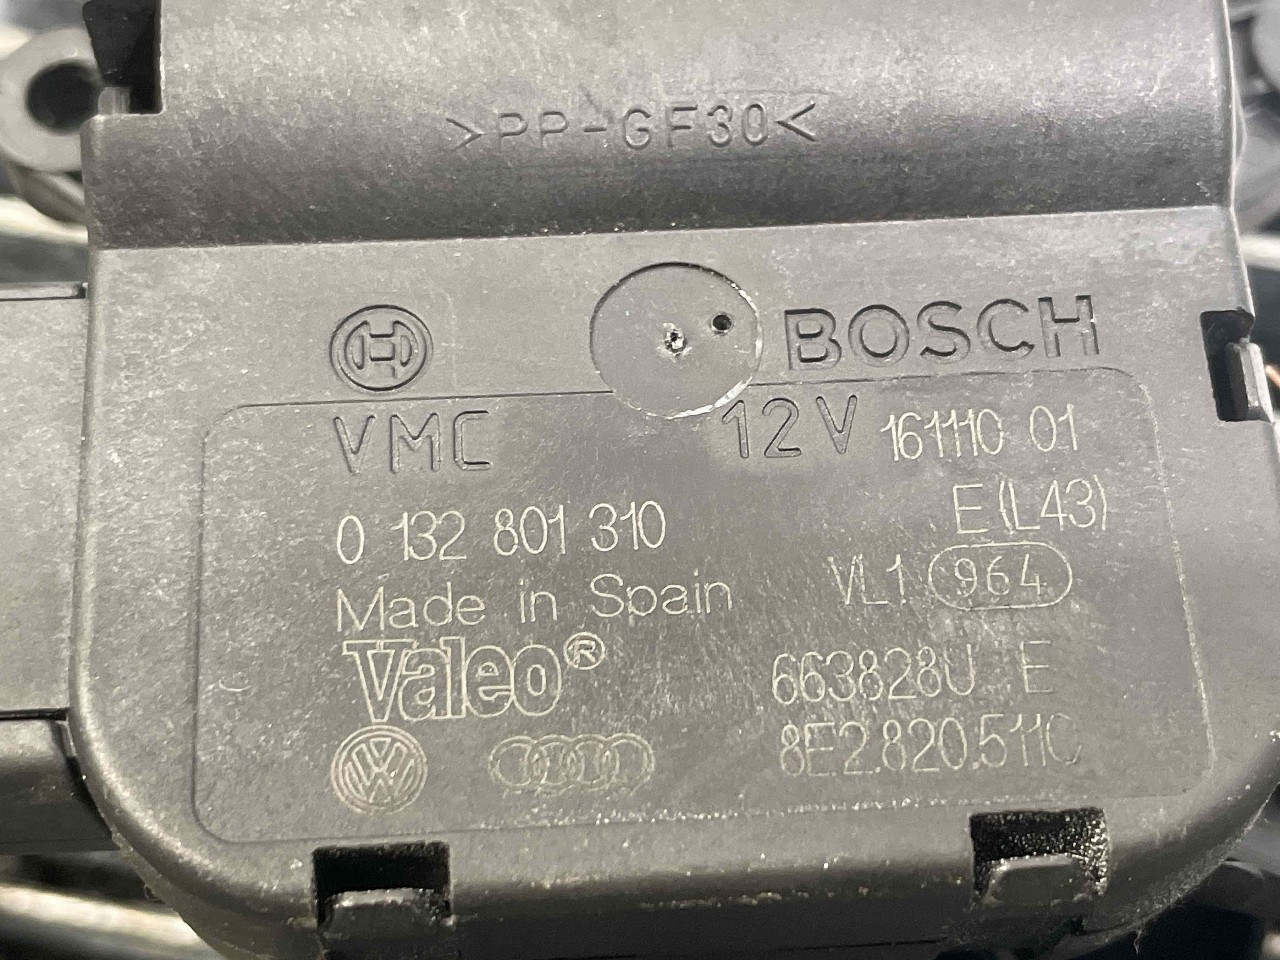 >PP-GF30<
BOSCH
VMC 12V 161110 01
0 132 801 310 E(L43)
Made in Spain VL1 964
Valeo® 663828U E
8E2.820.511C